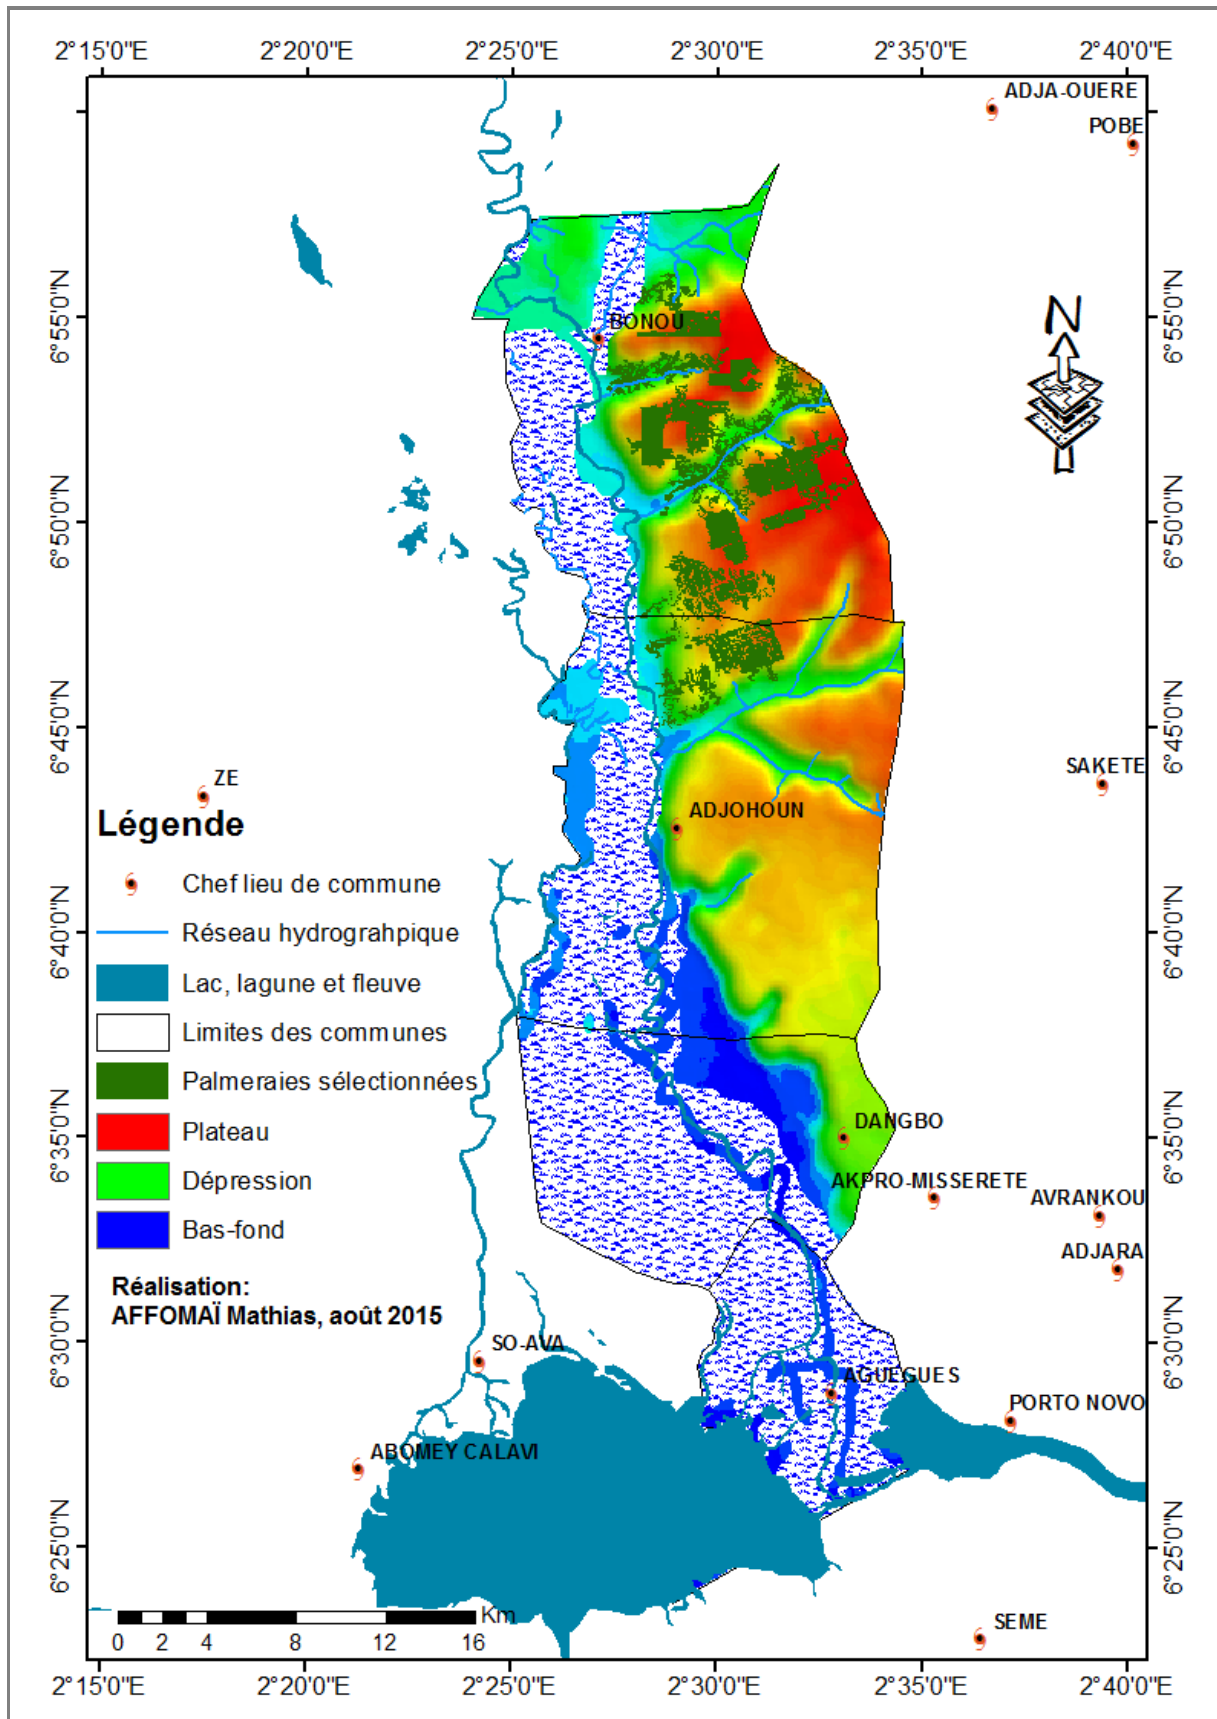 2°15'0"E 2°20'0"E 2°25'0"E 2°30'0"E 2°35'0"E 2°40'0"E
ADJA-OUERE
POBE
N
6°55'0"N 6°55'0"N
BONOU
6°50'0"N 6°50'0"N
6°45'0"N 6°45'0"N
SAKETE
ZE
ADJOHOUN
Légende
Chef lieu de commune
Réseau hydrograhpique
6°40'0"N 6°40'0"N
Lac, lagune et fleuve
Limites des communes
Palmeraies sélectionnées
Plateau
Dépression
Bas-fond
6°35'0"N 6°35'0"N
DANGBO
AKPRO-MISSERETE
AVRANKOU
ADJARA
Réalisation:
AFFOMAÏ Mathias, août 2015
6°30'0"N 6°30'0"N
SO-AVA
AGUEGUES
PORTO NOVO
ABOMEY CALAVI
6°25'0"N 6°25'0"N
SEME
Km
0 2 4 8 12 16
2°15'0"E 2°20'0"E 2°25'0"E 2°30'0"E 2°35'0"E 2°40'0"E